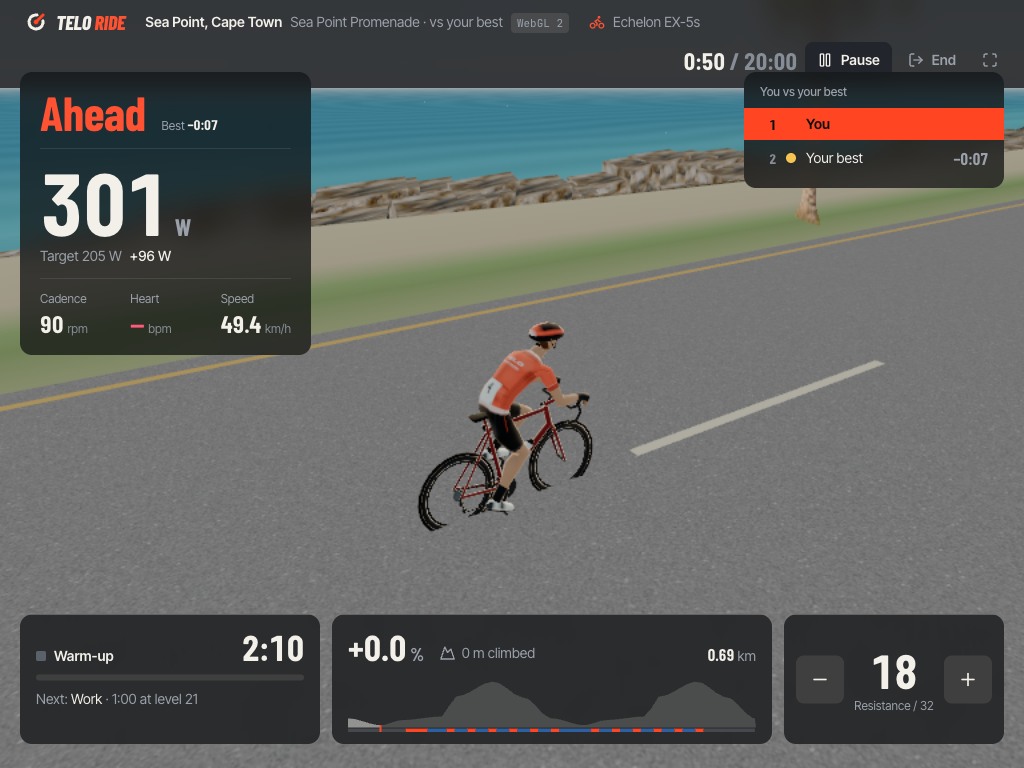 TELO RIDE
Sea Point, Cape Town Sea Point Promenade · vs your best WebGL 2 Echelon EX-5s
0:50 / 20:00 Pause End
Ahead Best −0:07
301 W
Target 205 W +96 W
Cadence Heart Speed
90 rpm – bpm 49.4 km/h
You vs your best
1 You
2 Your best −0:07
Warm-up 2:10
Next: Work · 1:00 at level 21
+0.0 % 0 m climbed 0.69 km
− 18 +
Resistance / 32